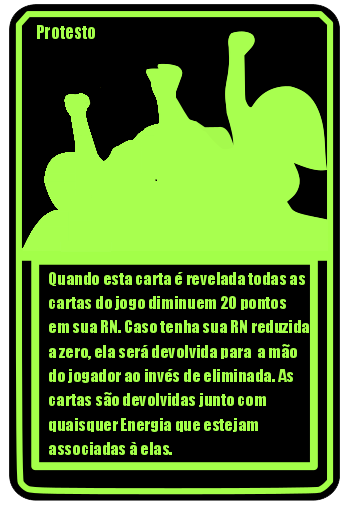 Protesto
Quando esta carta é revelada todas as
cartas do jogo diminuem 20 pontos
em sua RN. Caso tenha sua RN reduzida
a zero, ela será devolvida para a mão
do jogador ao invés de eliminada. As
cartas são devolvidas junto com
quaisquer Energia que estejam
associadas à elas.